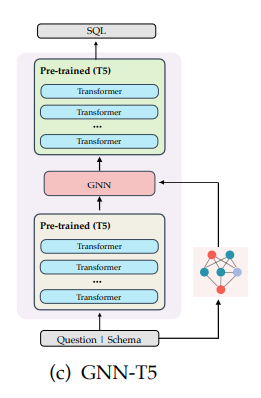 SQL
Pre-trained (T5)
Transformer
Transformer
...
Transformer
GNN
Pre-trained (T5)
Transformer
Transformer
...
Transformer
Question | Schema
(c) GNN-T5